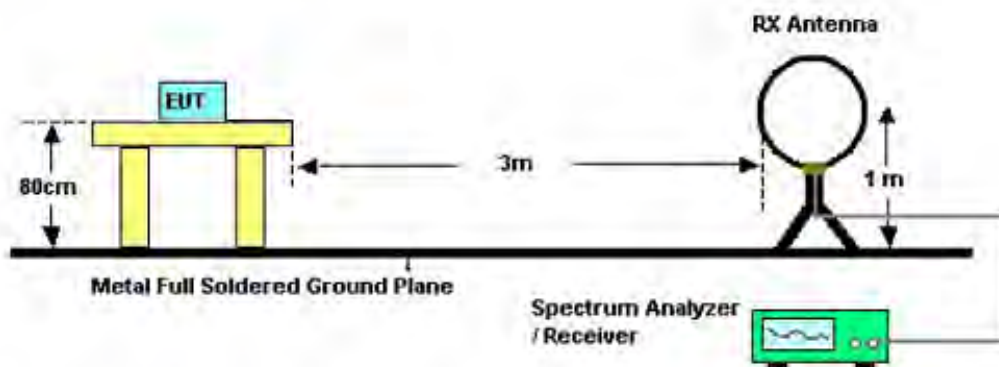 RX Antenna
EUT
80cm
3m
1 m
Metal Full Soldered Ground Plane
Spectrum Analyzer
/ Receiver